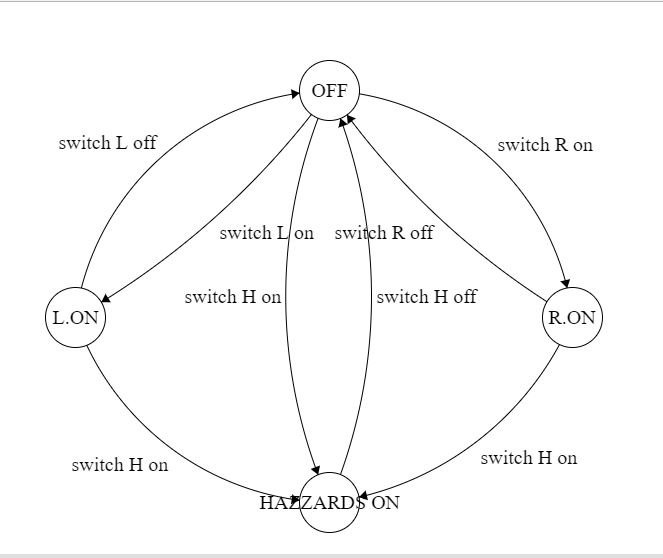 OFF
switch L off
switch R on
switch L on
switch R off
switch H on
switch H off
L.ON
R.ON
switch H on
switch H on
HAZZARDS ON